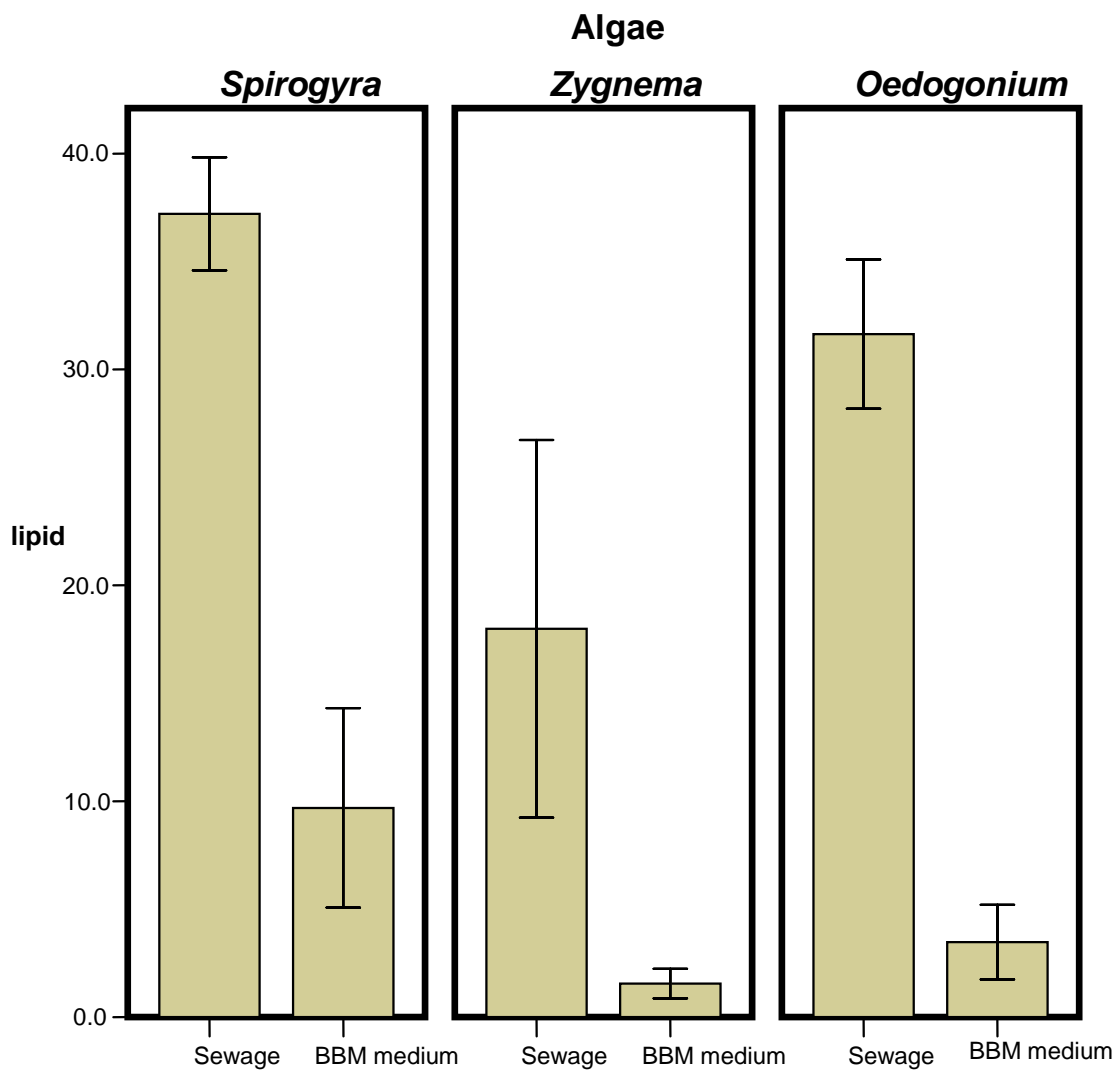 Algae
Spirogyra Zygnema Oedogonium
40.0
30.0
lipid
20.0
10.0
0.0
Sewage BBM medium Sewage BBM medium Sewage BBM medium